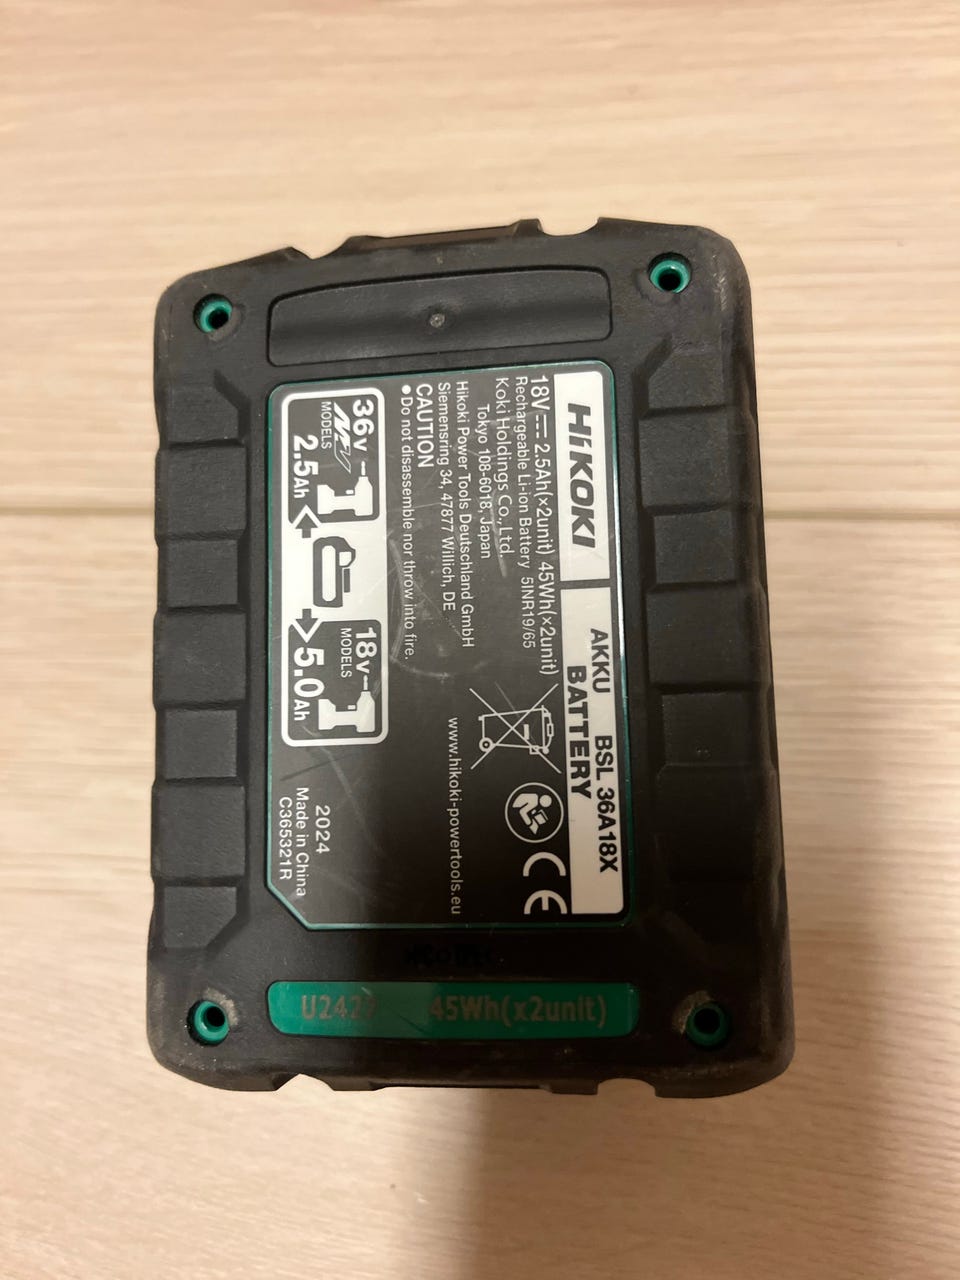 HiKOKI
AKKU BSL 36A18X
BATTERY
18V 2.5Ah(x2unit) 45Wh(x2unit)
Rechargeable Li-ion Battery 5INR19/65
Koki Holdings Co., Ltd.
Tokyo 108-6018, Japan
Hikoki Power Tools Deutschland GmbH
Siemensring 34, 47877 Willich, DE
CAUTION
● Do not disassemble nor throw into fire.
www.hikoki-powertools.eu
CE
36V
MV
MODELS
2.5Ah
18V
MODELS
5.0Ah
2024
Made in China
C365321R
45Wh(x2unit)